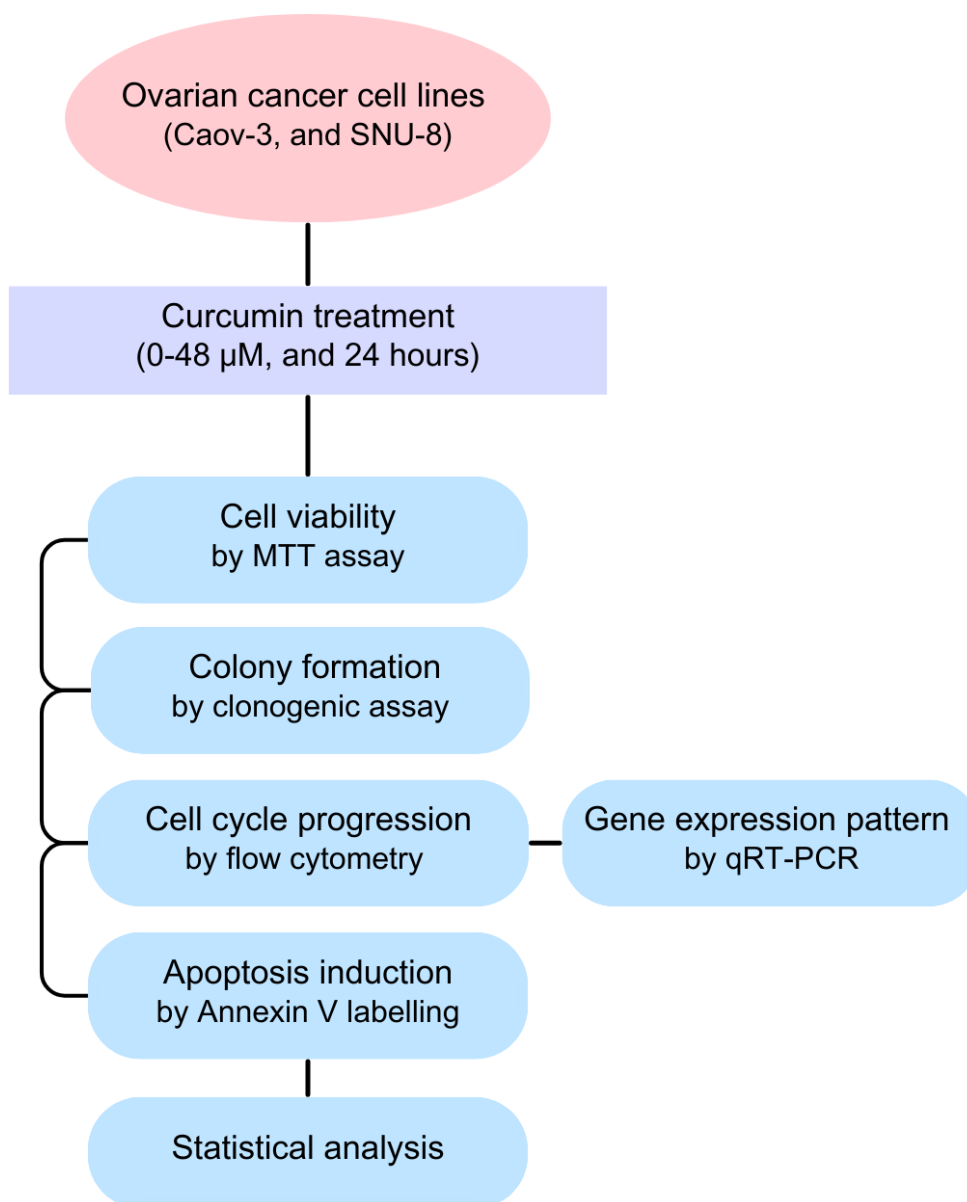 Ovarian cancer cell lines
(Caov-3, and SNU-8)
Curcumin treatment
(0-48 µM, and 24 hours)
Cell viability
by MTT assay
Colony formation
by clonogenic assay
Cell cycle progression
by flow cytometry
Gene expression pattern
by qRT-PCR
Apoptosis induction
by Annexin V labelling
Statistical analysis